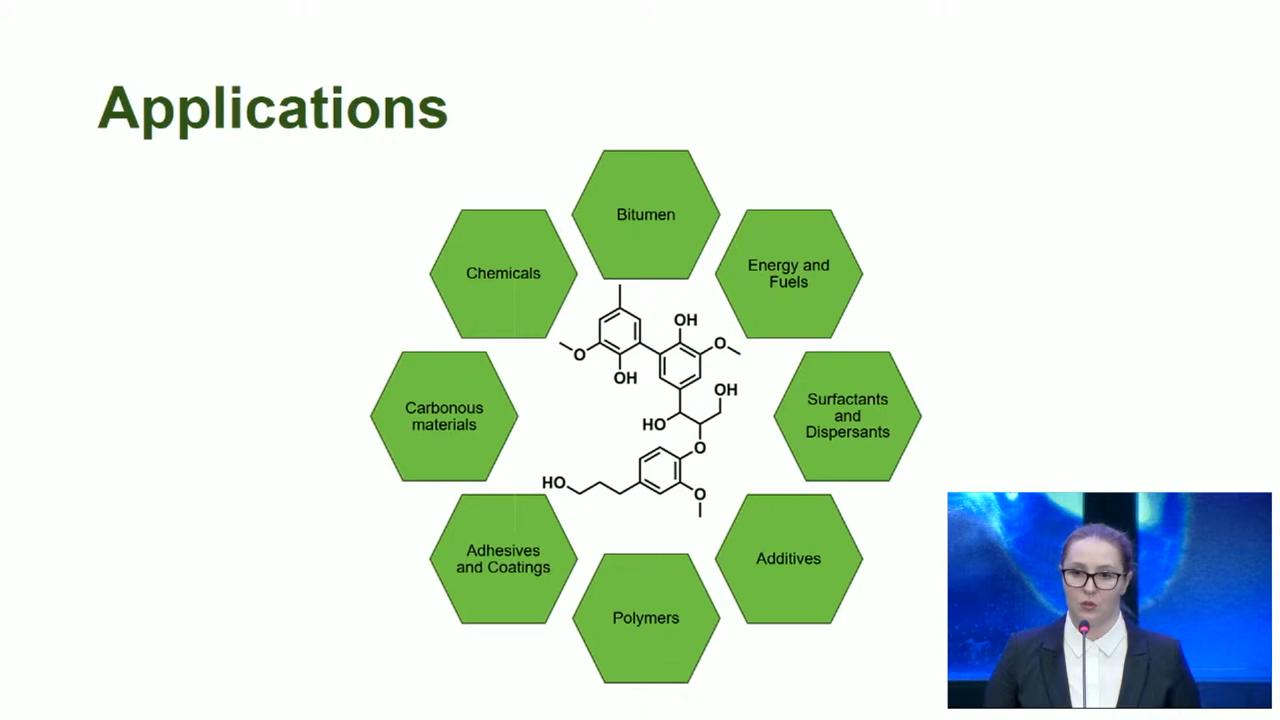 Applications
Bitumen
Chemicals
Energy and
Fuels
OH
O
O
OH
OH
Carbonous
materials
HO
Surfactants
and
Dispersants
O
HO
O
Adhesives
and Coatings
Additives
Polymers